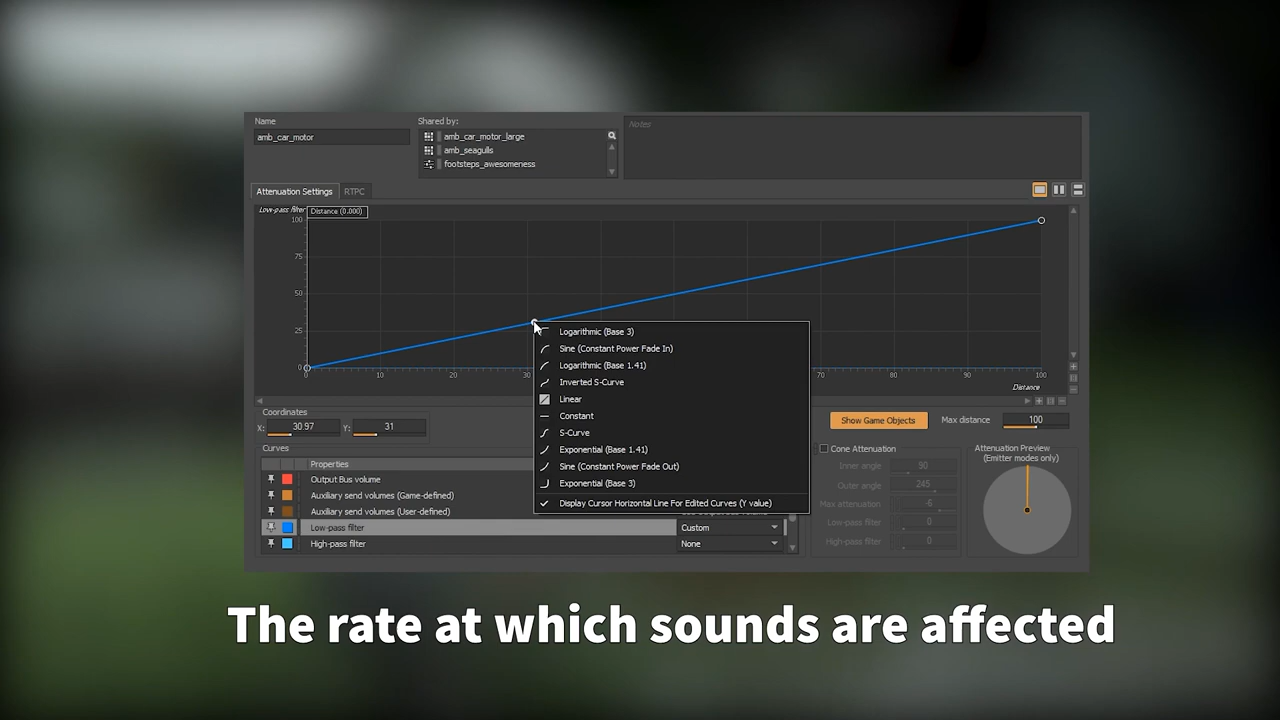 Name
amb_car_motor
Shared by:
amb_car_motor_large
amb_seagulls
footsteps_awesomeness
Notes
Attenuation Settings
RTPC
Low-pass filter
Distance (0.000)
100
75
50
25
0
0
10
20
30
70
80
90
100
Distance
Logarithmic (Base 3)
Sine (Constant Power Fade In)
Logarithmic (Base 1.41)
Inverted S-Curve
Linear
Constant
S-Curve
Exponential (Base 1.41)
Sine (Constant Power Fade Out)
Exponential (Base 3)
Display Cursor Horizontal Line For Edited Curves (Y value)
Coordinates
X: 30.97 Y: 31
Show Game Objects
Max distance 100
Curves
Properties
Output Bus volume
Auxiliary send volumes (Game-defined)
Auxiliary send volumes (User-defined)
Low-pass filter Custom
High-pass filter None
Cone Attenuation
Inner angle 90
Outer angle 245
Max attenuation -6
Low-pass filter 0
High-pass filter 0
Attenuation Preview
(Emitter modes only)
The rate at which sounds are affected